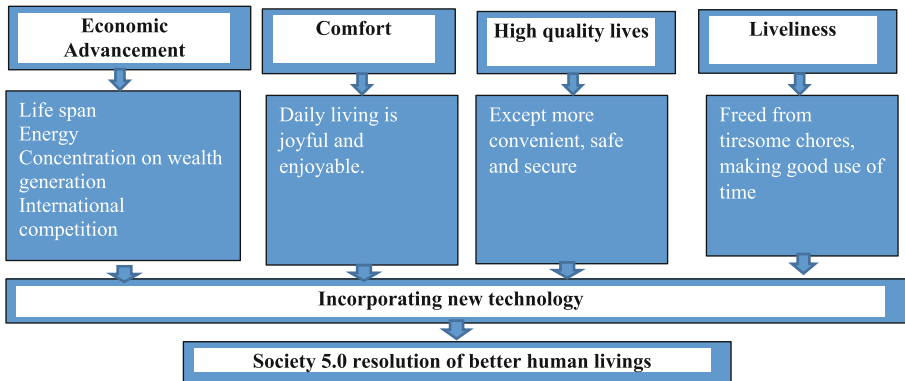 Economic
Advancement
Comfort
High quality lives
Liveliness
Life span
Energy
Concentration on wealth
generation
International
competition
Daily living is
joyful and
enjoyable.
Except more
convenient, safe
and secure
Freed from
tiresome chores,
making good use of
time
Incorporating new technology
Society 5.0 resolution of better human livings